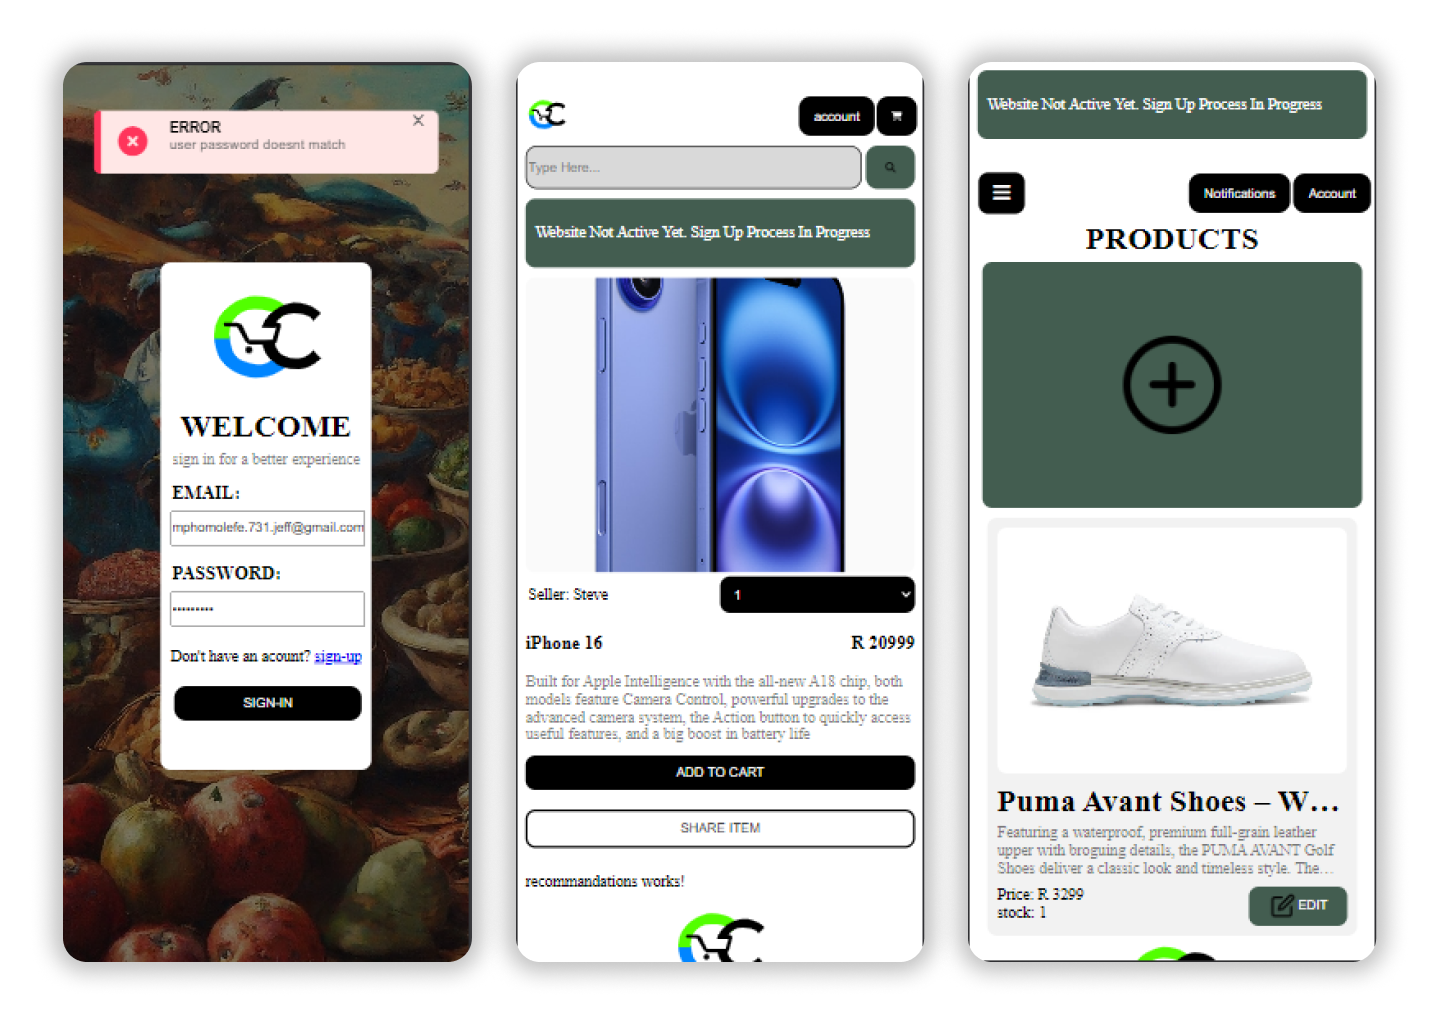 ERROR
user password doesnt match
WELCOME
sign in for a better experience
EMAIL:
mphomolefe.731.jeff@gmail.com
PASSWORD:
Don't have an acount? sign-up
SIGN-IN
account
Type Here...
Website Not Active Yet. Sign Up Process In Progress
Seller: Steve
1
iPhone 16
R 20999
Built for Apple Intelligence with the all-new A18 chip, both
models feature Camera Control, powerful upgrades to the
advanced camera system, the Action button to quickly access
useful features, and a big boost in battery life
ADD TO CART
SHARE ITEM
recommandations works!
Website Not Active Yet. Sign Up Process In Progress
Notifications
Account
PRODUCTS
Puma Avant Shoes – W...
Featuring a waterproof, premium full-grain leather
upper with broguing details, the PUMA AVANT Golf
Shoes deliver a classic look and timeless style. The...
Price: R 3299
stock: 1
EDIT